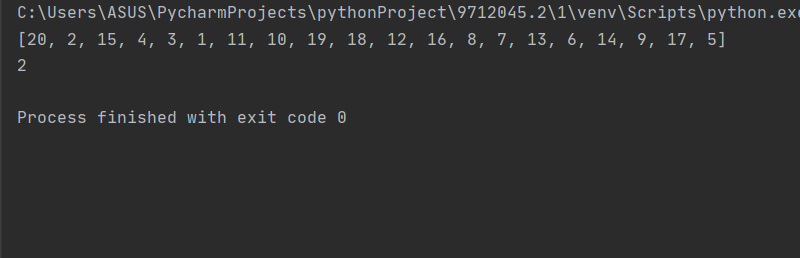 C:\Users\ASUS\PycharmProjects\pythonProject\9712045.2\1\venv\Scripts\python.exe
[20, 2, 15, 4, 3, 1, 11, 10, 19, 18, 12, 16, 8, 7, 13, 6, 14, 9, 17, 5]
2
Process finished with exit code 0